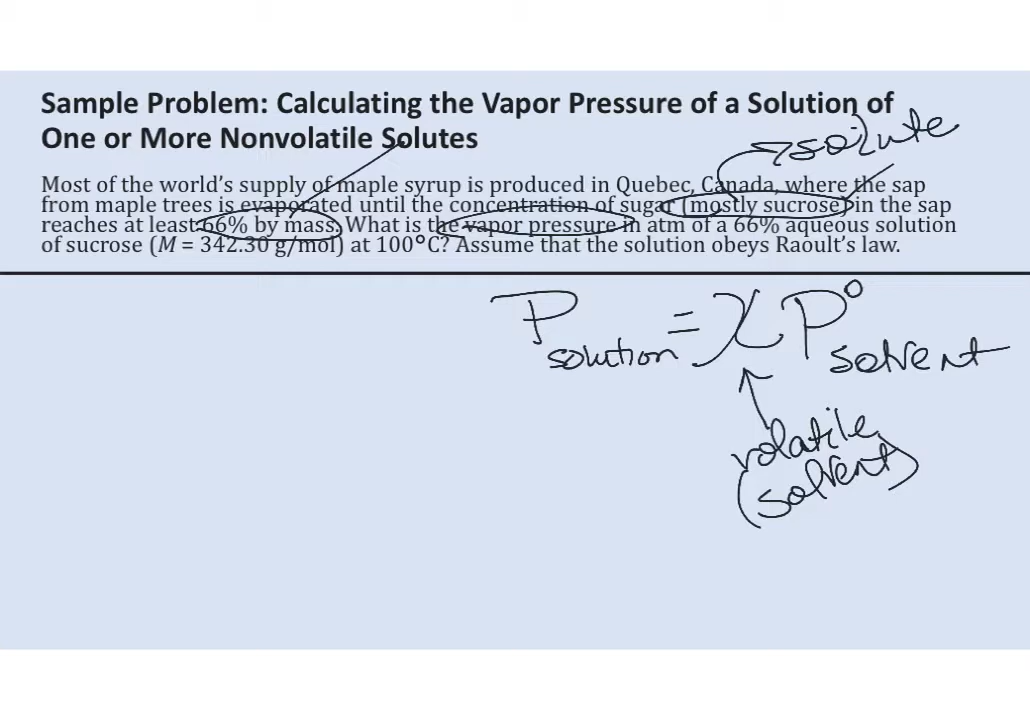 Sample Problem: Calculating the Vapor Pressure of a Solution of
One or More Nonvolatile Solutes
solute
Most of the world's supply of maple syrup is produced in Quebec, Canada, where the sap
from maple trees is evaporated until the concentration of sugar (mostly sucrose) in the sap
reaches at least 66% by mass. What is the vapor pressure in atm of a 66% aqueous solution
of sucrose (M = 342.30 g/mol) at 100°C? Assume that the solution obeys Raoult's law.
P solution = χ P° solvent
volatile
(solvent)